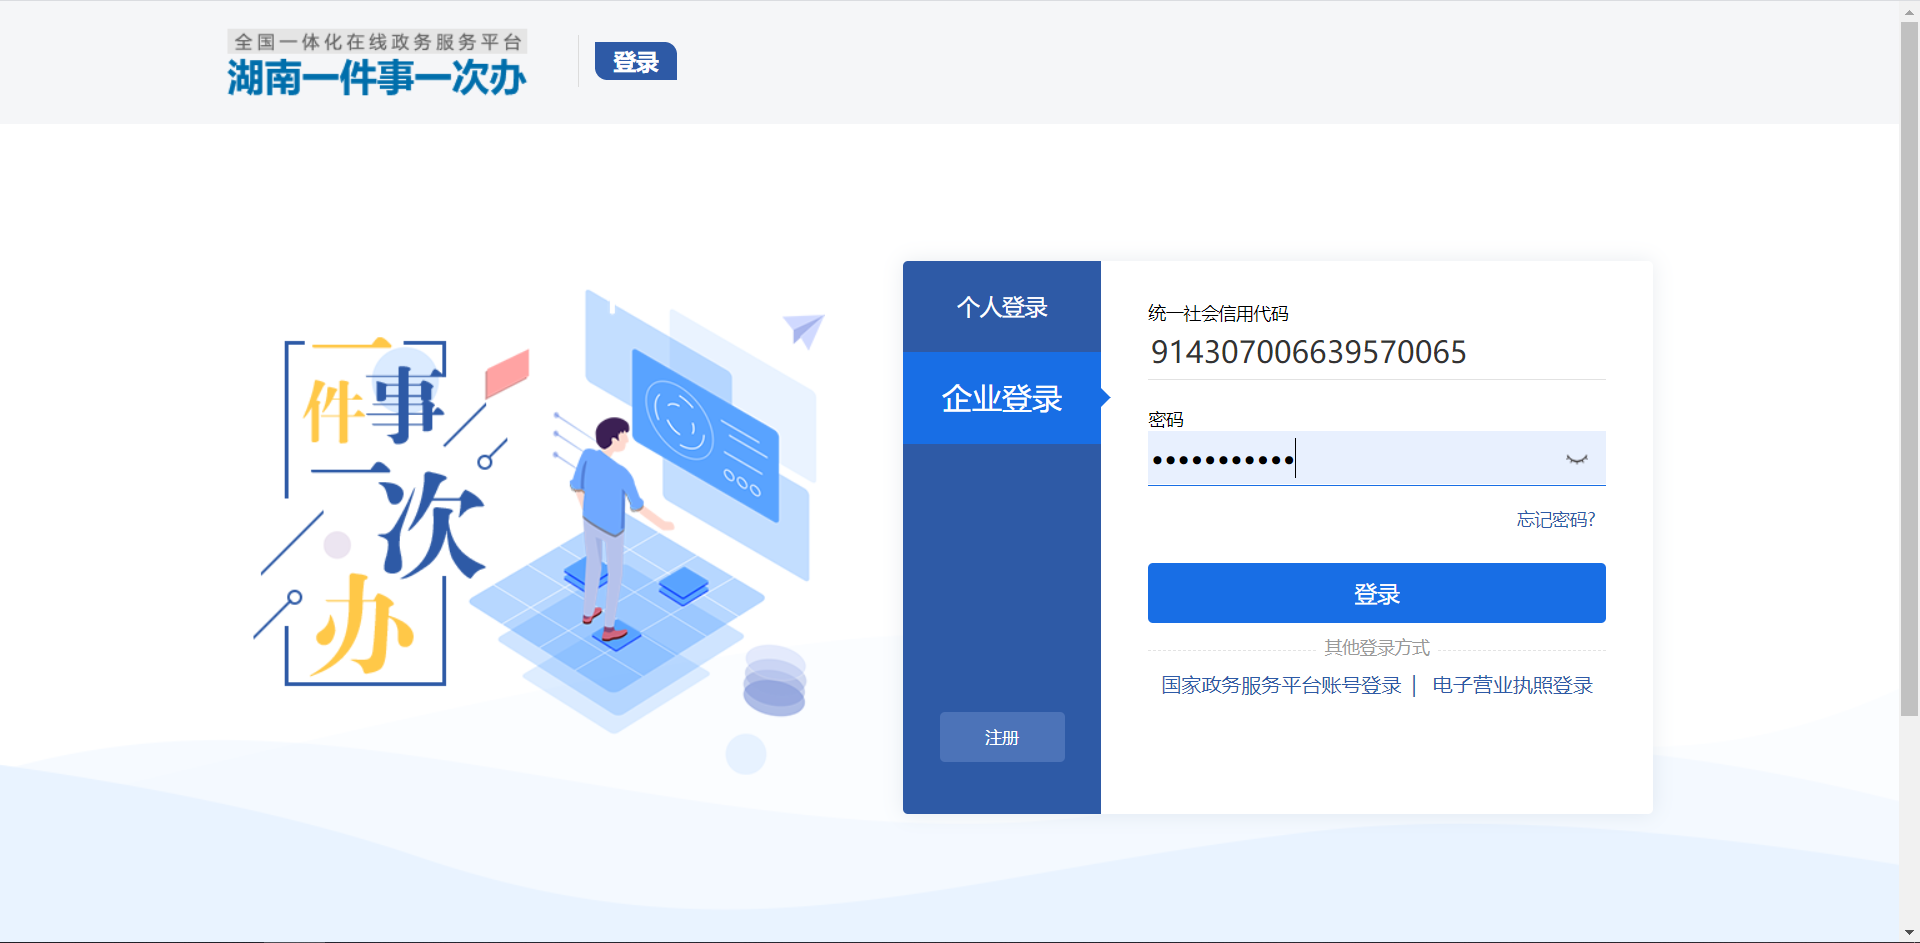 全国一体化在线政务服务平台
湖南一件事一次办
登录
一
件事
一次
办
个人登录
企业登录
注册
统一社会信用代码
914307006639570065
密码
•••••••••••
忘记密码?
登录
其他登录方式
国家政务服务平台账号登录 | 电子营业执照登录